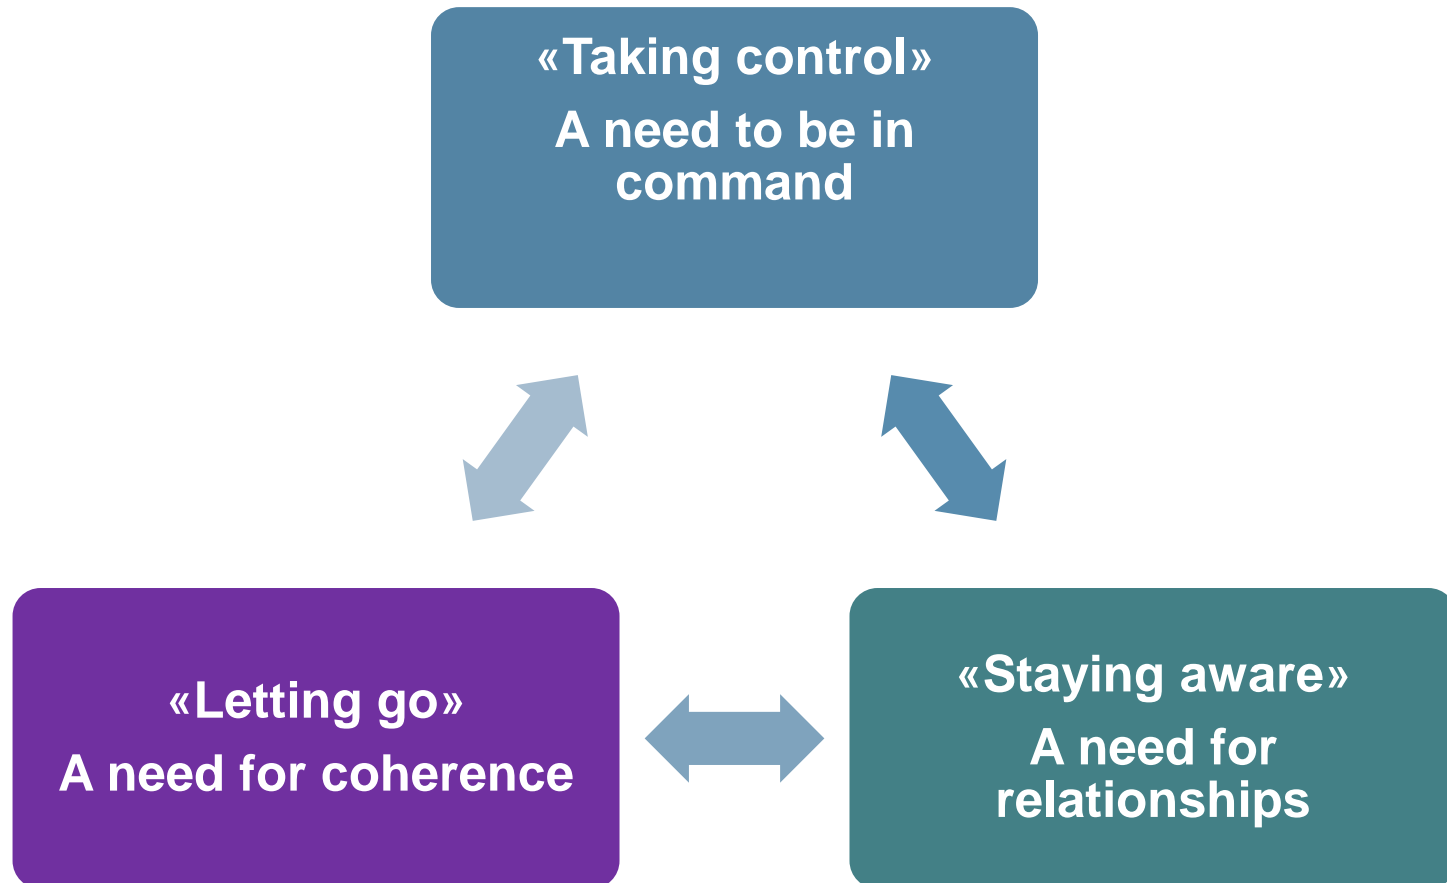 «Taking control»
A need to be in
command
«Letting go»
A need for coherence
«Staying aware»
A need for
relationships